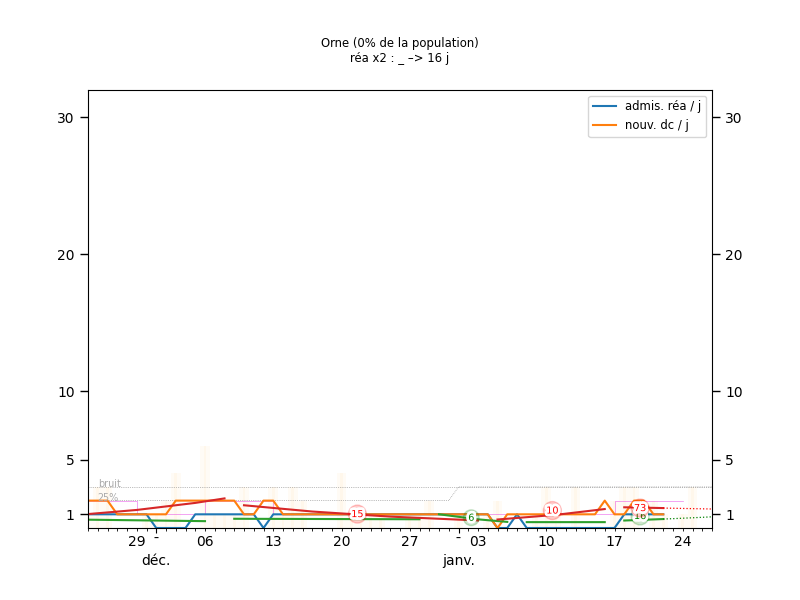 Orne (0% de la population)
réa x2 : _ –> 16 j
admis. réa / j
nouv. dc / j
30 30
20 20
10 10
5 5
1 1
bruit
25%
15 6 10 73
16
29 06 13 20 27 03 10 17 24
déc. janv.